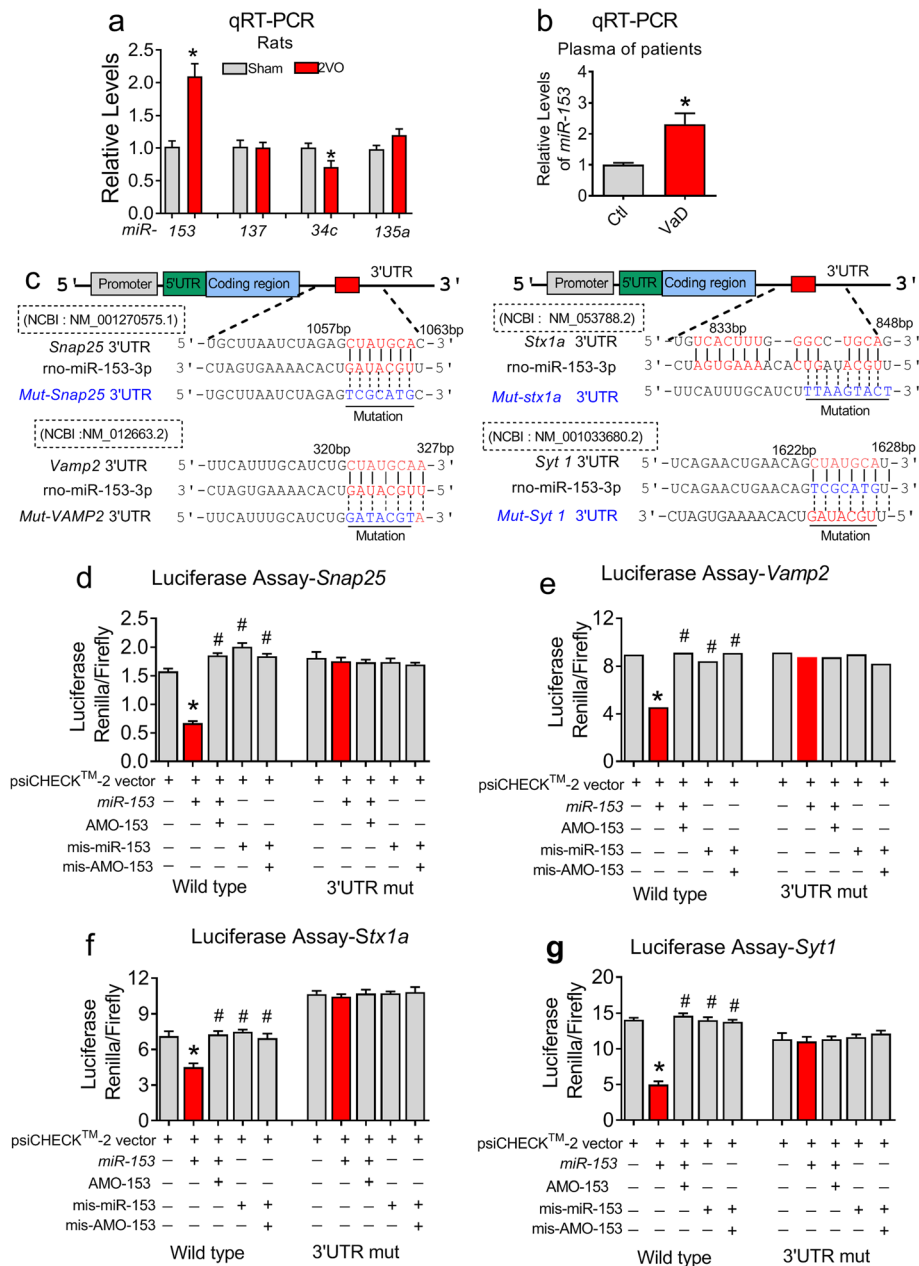 a
qRT-PCR
Rats
Sham
2VO
Relative Levels
2.5
2.0
1.5
1.0
0.5
0.0
*
*
miR- 153 137 34c 135a
b
qRT-PCR
Plasma of patients
Relative Levels of miR-153
4
3
2
1
0
*
Ctl
VaD
c
5' Promoter 5'UTR Coding region 3'UTR 3'
(NCBI : NM_001270575.1)
1057bp 1063bp
Snap25 3'UTR 5'-UGCUUAAUCUAGAGCUAUGCAC-3'
rno-miR-153-3p 3'-CUAGUGAAAACACUGAUACGUU-5'
Mut-Snap25 3'UTR 5'-UGCUUAAUCUAGAGUTCGCATGC-3'
Mutation
(NCBI : NM_012663.2)
320bp 327bp
Vamp2 3'UTR 5'-UUCAUUUGCAUCUGCUAUGCAA-3'
rno-miR-153-3p 3'-CUAGUGAAAACACUGAUACGUU-5'
Mut-VAMP2 3'UTR 5'-UUCAUUUGCAUCUGGATACGTA-3'
Mutation
5' Promoter 5'UTR Coding region 3'UTR 3'
(NCBI : NM_053788.2)
833bp 848bp
Stx1a 3'UTR 5'-UGUCACUUUG--GGCC-UGCAG-3'
rno-miR-153-3p 3'-CUAGUGAAAACACUGAUACGUU-5'
Mut-stx1a 3'UTR 5'-UUCAUUUGCAUCUTTAAGTACT-3'
Mutation
(NCBI : NM_001033680.2)
1622bp 1628bp
Syt 1 3'UTR 5'-UCAGAACUGAACAGCUAUGCAU-3'
rno-miR-153-3p 5'-UCAGAACUGAACAGUTCGCATGU-3'
Mut-Syt 1 3'UTR 3'-CUAGUGAAAACACUGAUACGUU-5'
Mutation
d
Luciferase Assay-Snap25
Luciferase
Renilla/Firefly
2.5
2.0
1.5
1.0
0.5
0.0
* # # #
psiCHECK™-2 vector + + + + + + + + + +
miR-153 − + + − − − + + − −
AMO-153 − − + − − − − + − −
mis-miR-153 − − − + + − − − + +
mis-AMO-153 − − − − + − − − − +
Wild type 3'UTR mut
e
Luciferase Assay-Vamp2
Luciferase
Renilla/Firefly
12
8
4
0
* # # #
psiCHECK™-2 vector + + + + + + + + + +
miR-153 − + + − − − + + − −
AMO-153 − − + − − − − + − −
mis-miR-153 − − − + + − − − + +
mis-AMO-153 − − − − + − − − − +
Wild type 3'UTR mut
f
Luciferase Assay-Stx1a
Luciferase
Renilla/Firefly
12
9
6
3
0
* # # #
psiCHECK™-2 vector + + + + + + + + + +
miR-153 − + + − − − + + − −
AMO-153 − − + − − − − + − −
mis-miR-153 − − − + + − − − + +
mis-AMO-153 − − − − + − − − − +
Wild type 3'UTR mut
g
Luciferase Assay-Syt1
Luciferase
Renilla/Firefly
20
15
10
5
0
* # # #
psiCHECK™-2 vector + + + + + + + + + +
miR-153 − + + − − − + + − −
AMO-153 − − + − − − − + − −
mis-miR-153 − − − + + − − − + +
mis-AMO-153 − − − − + − − − − +
Wild type 3'UTR mut